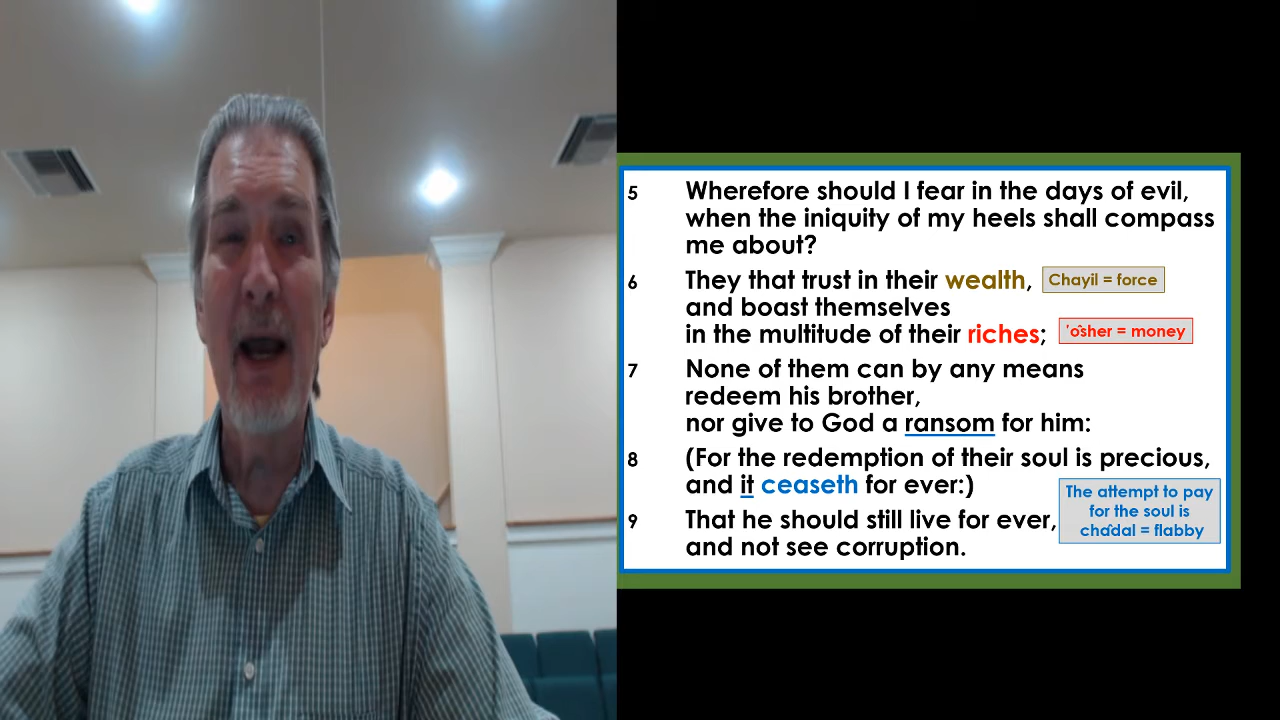 5 Wherefore should I fear in the days of evil,
when the iniquity of my heels shall compass
me about?
6 They that trust in their wealth, Chayil = force
and boast themselves
in the multitude of their riches; 'ôsher = money
7 None of them can by any means
redeem his brother,
nor give to God a ransom for him:
8 (For the redemption of their soul is precious,
and it ceaseth for ever:)
9 That he should still live for ever,
and not see corruption.
The attempt to pay
for the soul is
châdal = flabby